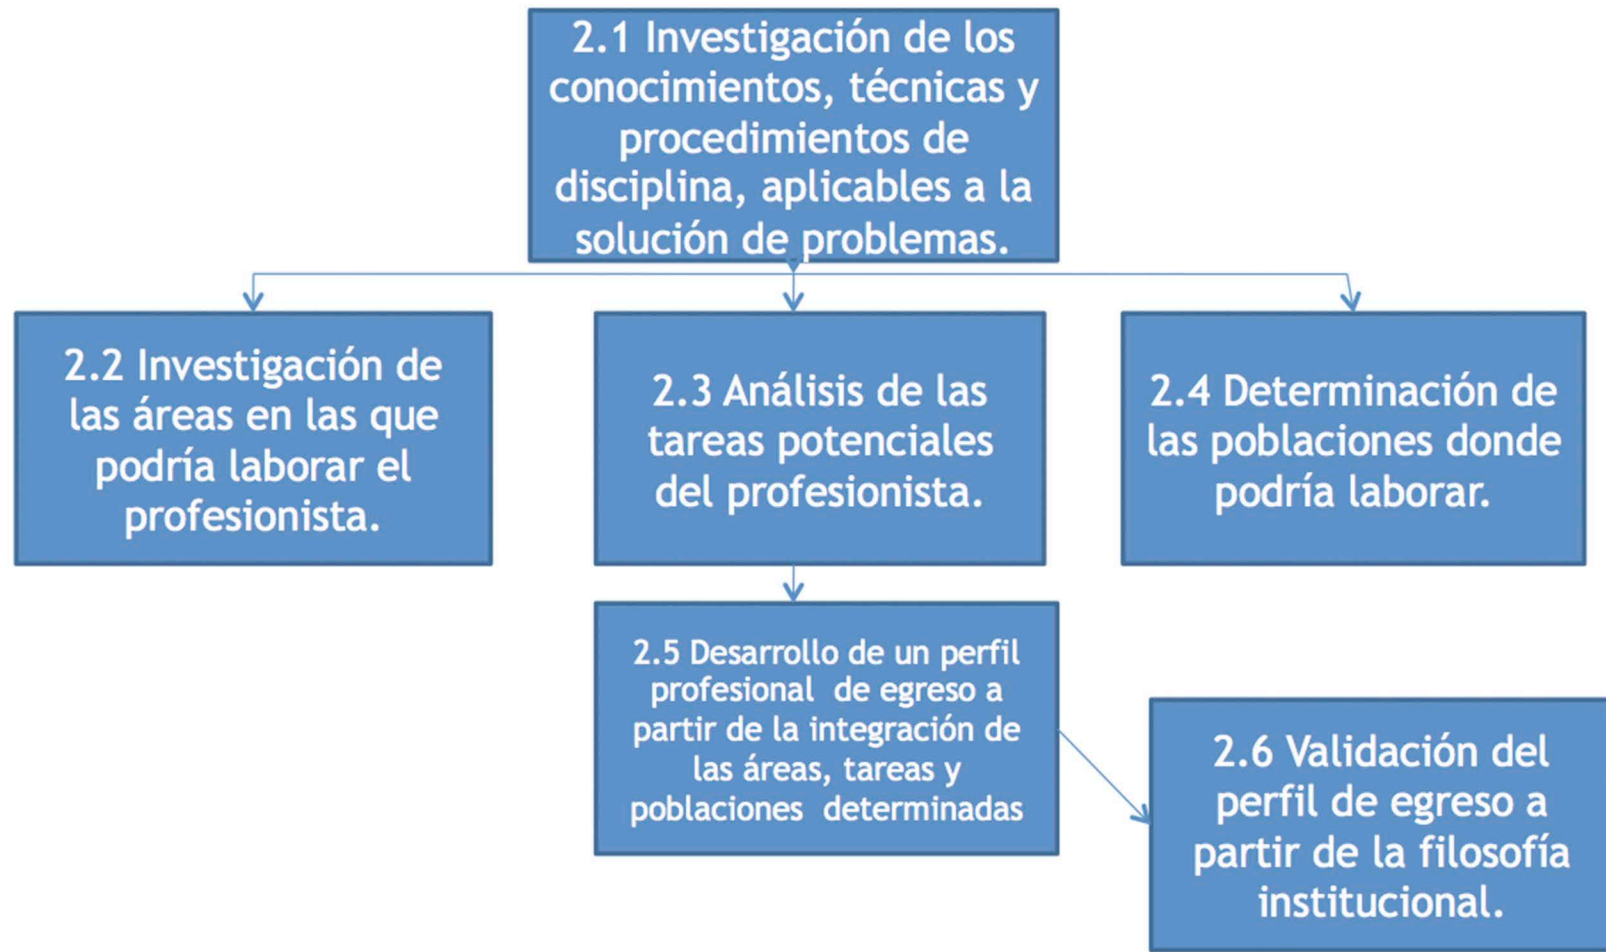 2.1 Investigación de los
conocimientos, técnicas y
procedimientos de
disciplina, aplicables a la
solución de problemas.
2.2 Investigación de
las áreas en las que
podría laborar el
profesionista.
2.3 Análisis de las
tareas potenciales
del profesionista.
2.4 Determinación de
las poblaciones donde
podría laborar.
2.5 Desarrollo de un perfil
profesional de egreso a
partir de la integración de
las áreas, tareas y
poblaciones determinadas
2.6 Validación del
perfil de egreso a
partir de la filosofía
institucional.